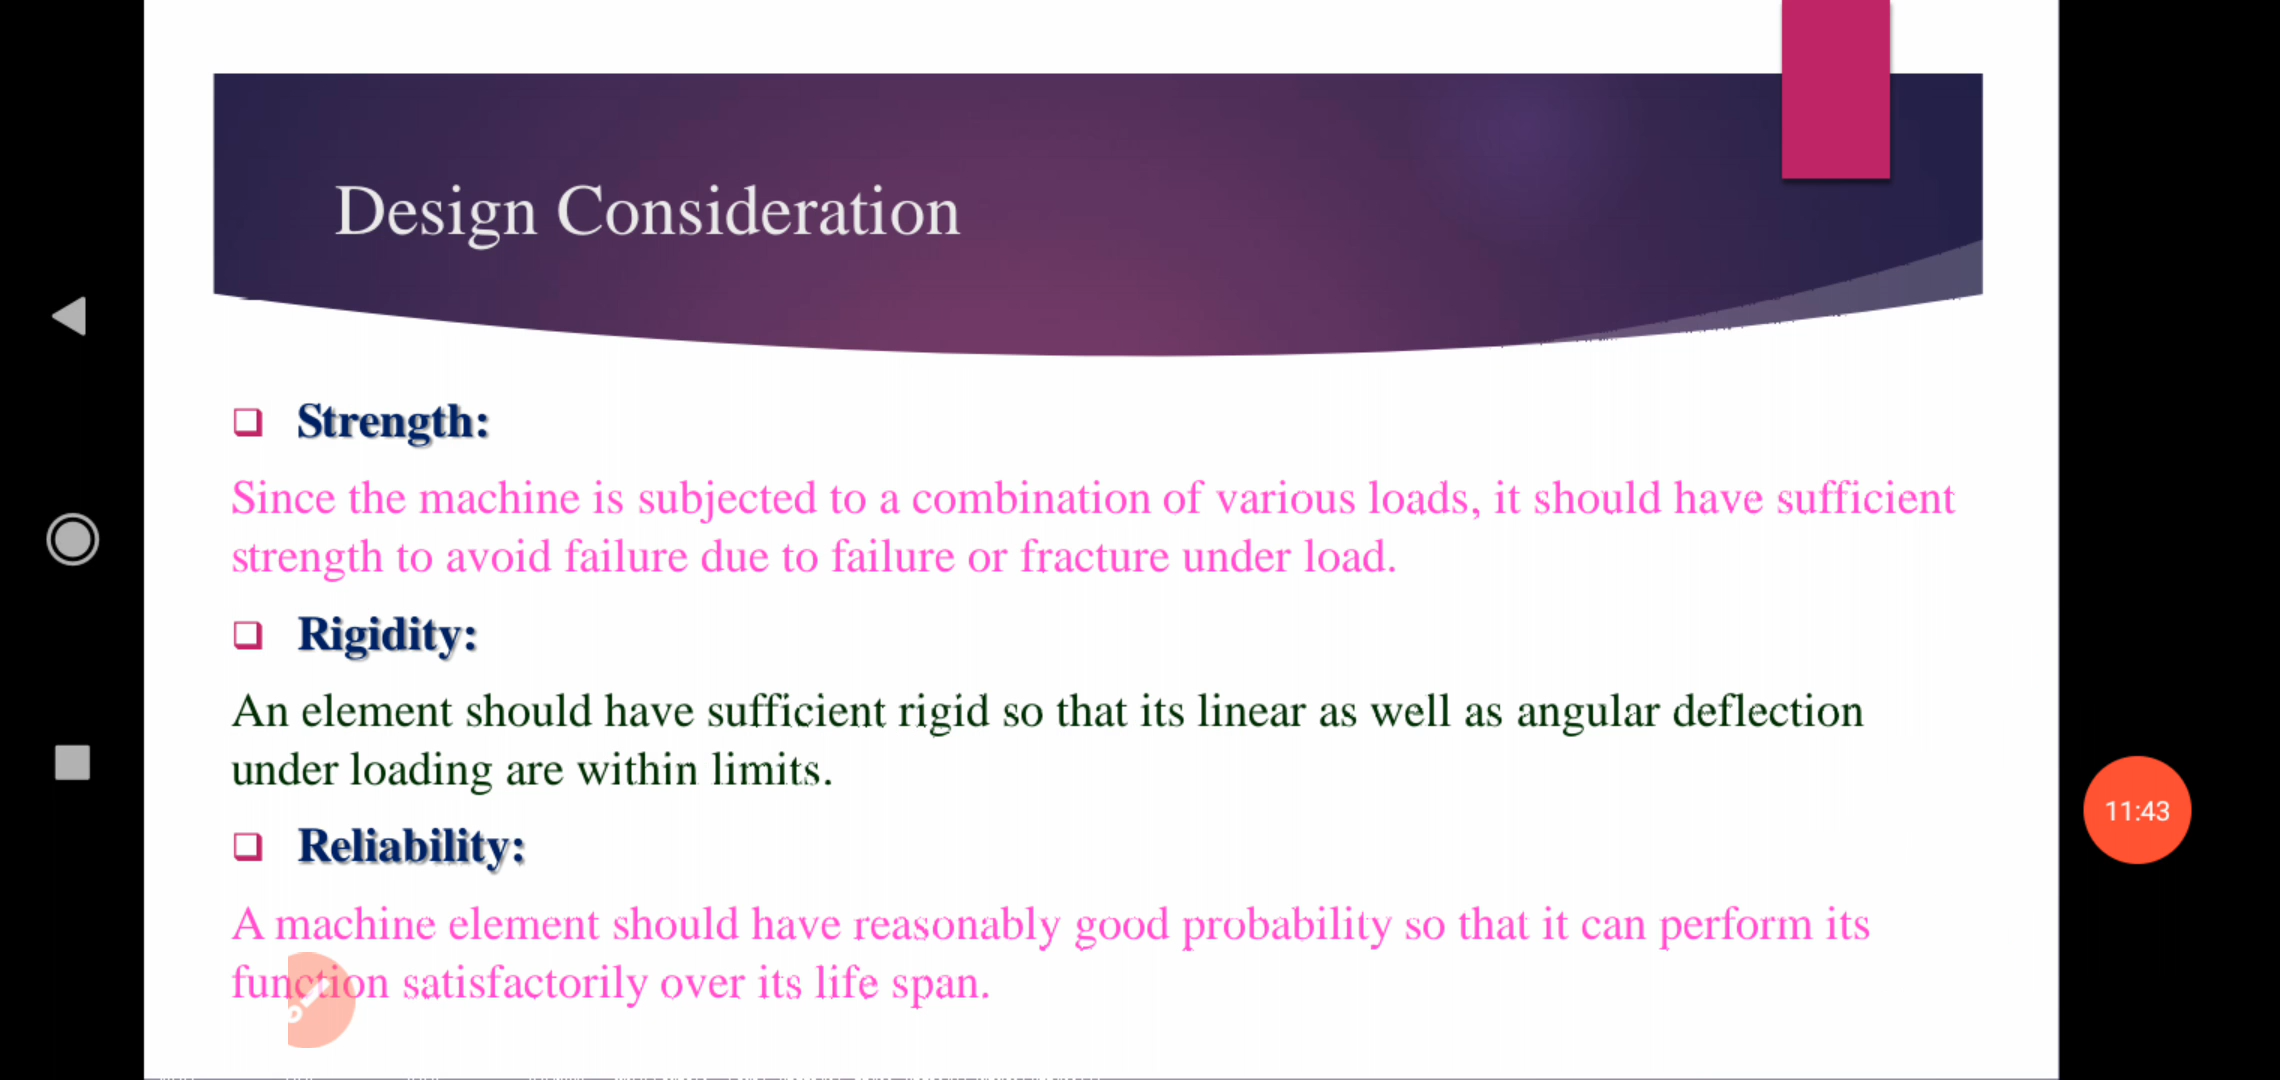 Design Consideration
Strength:
Since the machine is subjected to a combination of various loads, it should have sufficient
strength to avoid failure due to failure or fracture under load.
Rigidity:
An element should have sufficient rigid so that its linear as well as angular deflection
under loading are within limits.
Reliability:
A machine element should have reasonably good probability so that it can perform its
function satisfactorily over its life span.
11:43